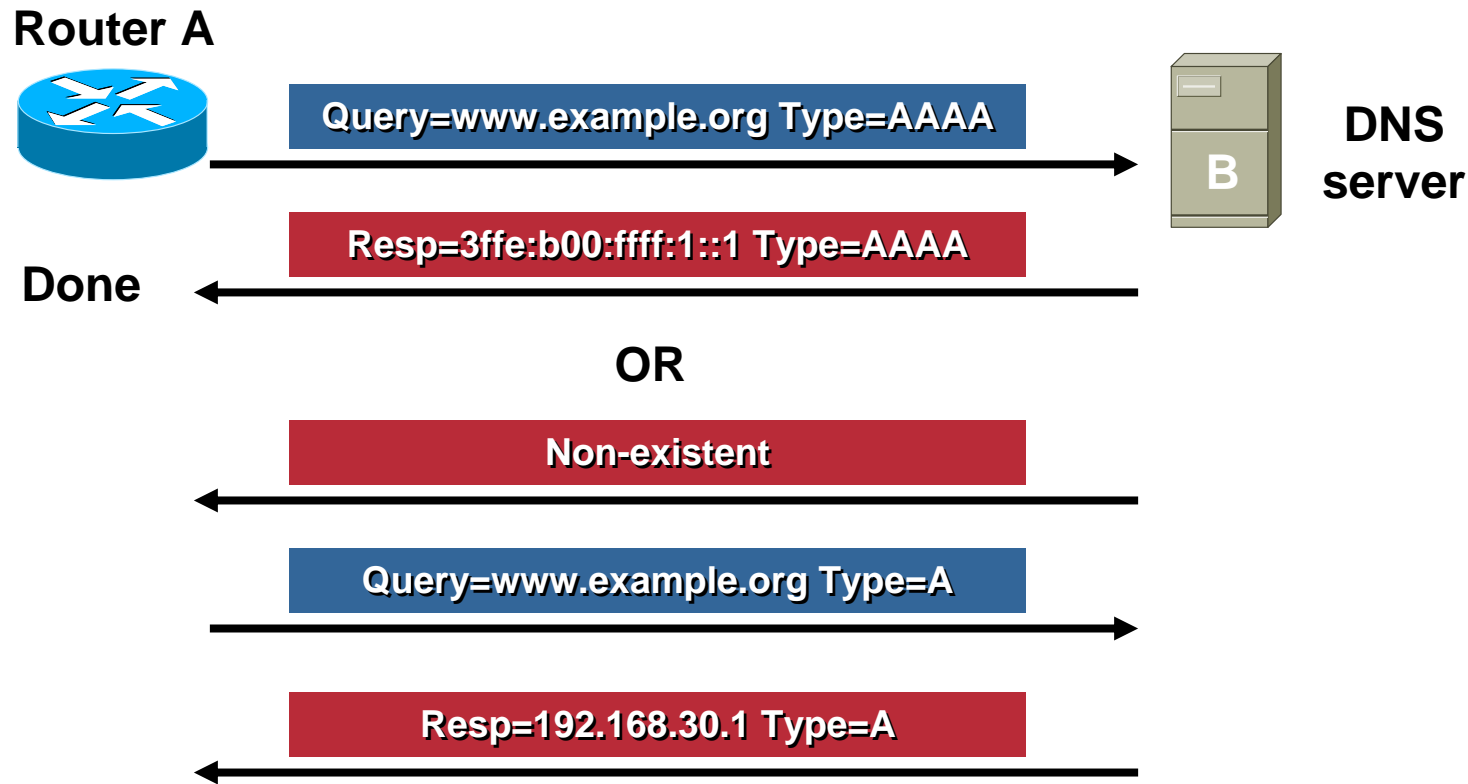 Router A
Query=www.example.org Type=AAAA
B
DNS
server
Resp=3ffe:b00:ffff:1::1 Type=AAAA
Done
OR
Non-existent
Query=www.example.org Type=A
Resp=192.168.30.1 Type=A